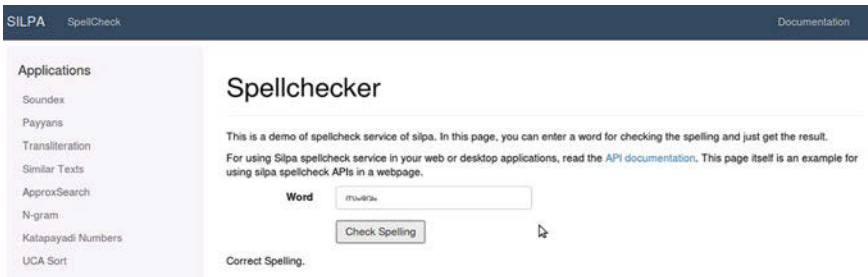 SILPA SpellCheck Documentation
Applications
Soundex
Payyans
Transliteration
Similar Texts
ApproxSearch
N-gram
Katapayadi Numbers
UCA Sort
Spellchecker
This is a demo of spellcheck service of silpa. In this page, you can enter a word for checking the spelling and just get the result.
For using Silpa spellcheck service in your web or desktop applications, read the API documentation. This page itself is an example for
using silpa spellcheck APIs in a webpage.
Word
Check Spelling
Correct Spelling.